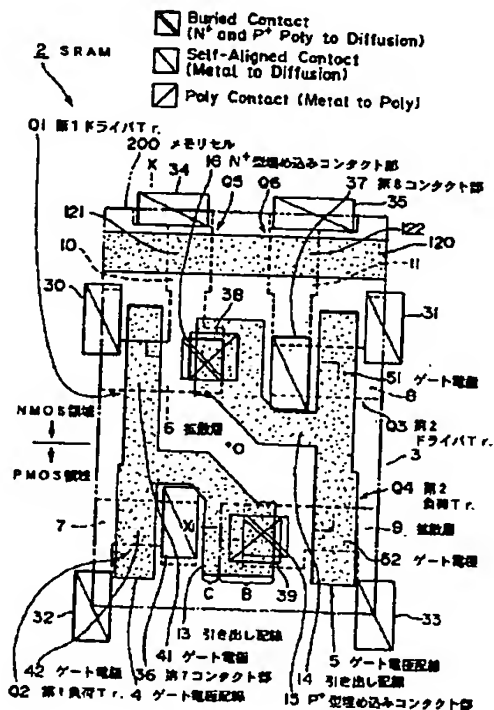 Buried Contact
(N⁺ and P⁺ Poly to Diffusion)
2 SRAM
Self-Aligned Contact
(Metal to Diffusion)
Poly Contact (Metal to Poly)
Q1 第1ドライバTr.
200 メモリセル
X
34
16 N⁺型埋め込みコンタクト部
Q5
Q6
37 第8コンタクト部
35
121
122
120
10
11
30
38
31
51 ゲート電極
8
NMOS領域
PMOS領域
6 拡散層
O
Q3 第2
ドライバTr.
3
Q4 第2
負荷Tr.
7
X
9 拡散層
52 ゲート電極
C
B
39
32
13 引き出し配線
33
42 ゲート電極
41 ゲート電極
14 引き出し配線
5 ゲート電極配線
36 第7コンタクト部
Q2 第1負荷Tr.
4 ゲート電極配線
15 P⁺型埋め込みコンタクト部